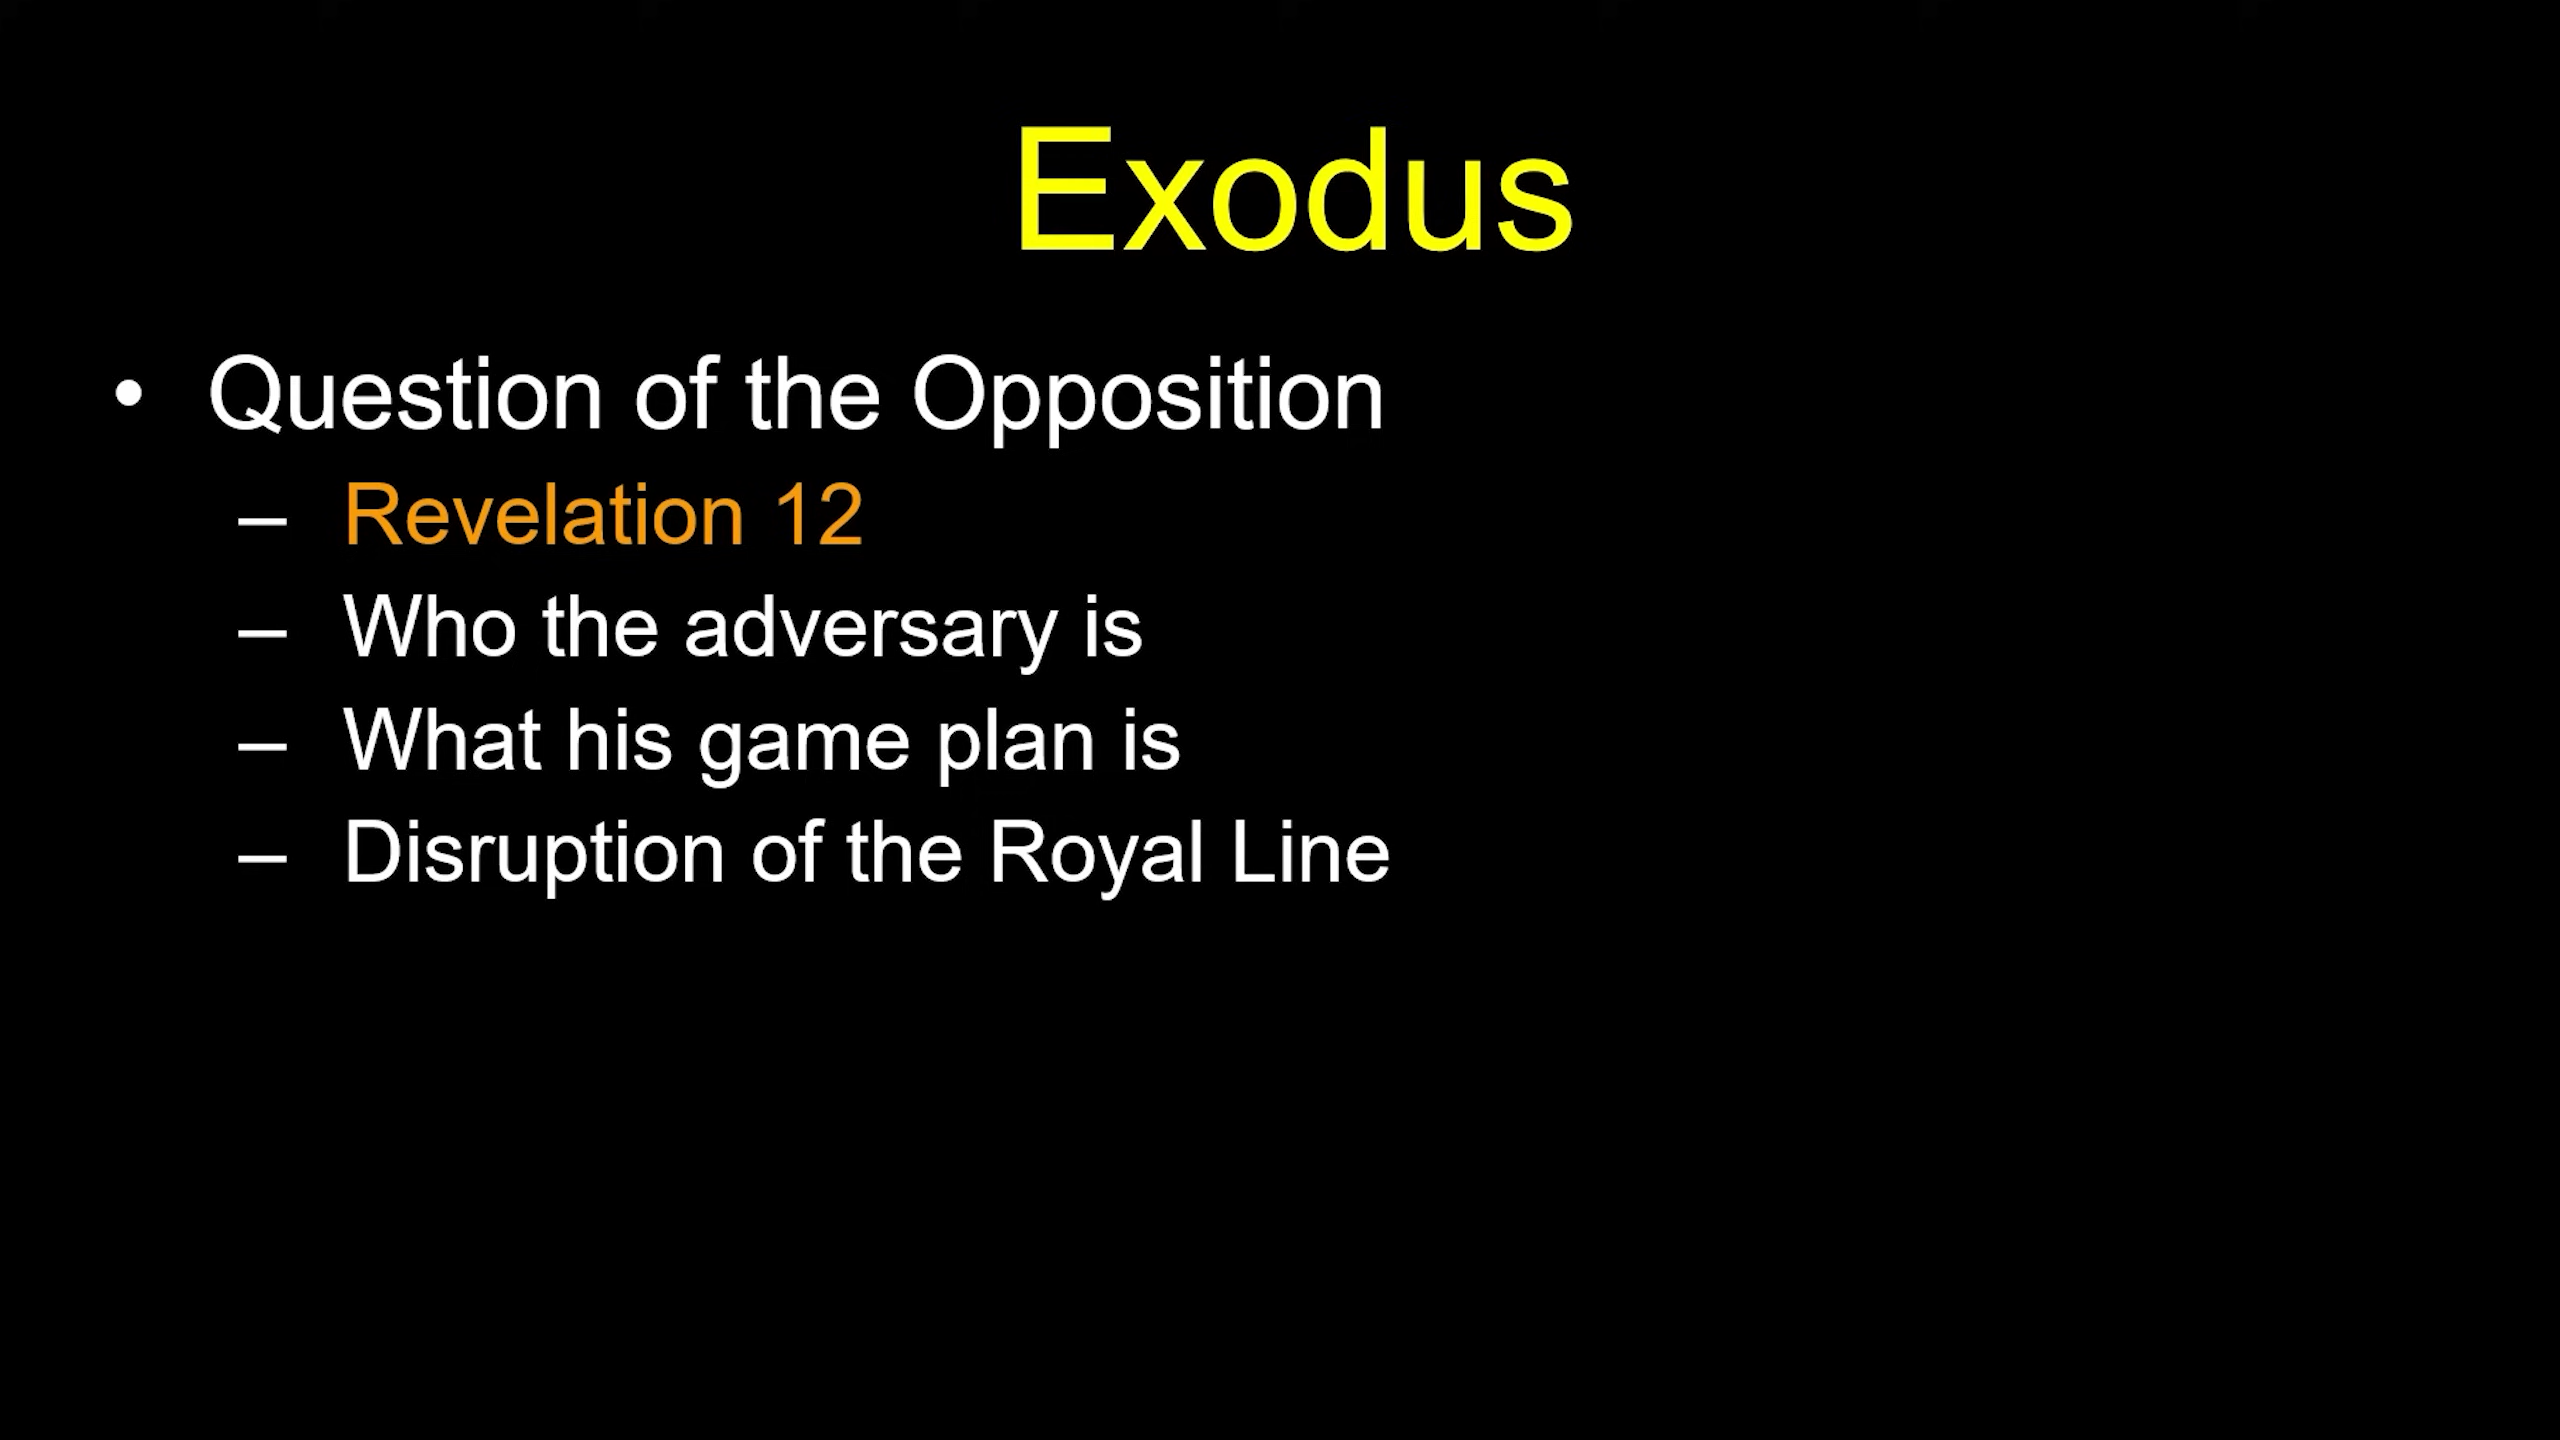 Exodus
• Question of the Opposition
– Revelation 12
– Who the adversary is
– What his game plan is
– Disruption of the Royal Line